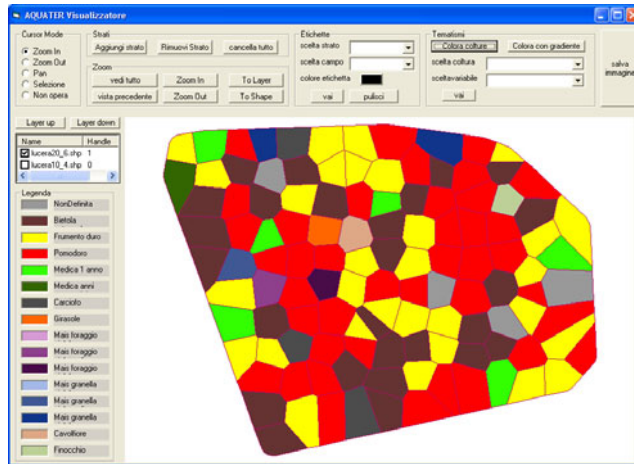 AQUATER Visualizzatore
Cursor Mode
Zoom In
Zoom Out
Pan
Selezione
Non opera
Strati
Aggiungi strato
Rimuovi Strato
cancella tutto
Zoom
vedi tutto
Zoom In
To Layer
vista precedente
Zoom Out
To Shape
Etichette
scelta strato
scelta campo
colore etichetta
vai
pulisci
Tematismi
Colora colture
Colora con gradiente
scelta coltura
sceltavariabile
vai
salva
immagine
Layer up
Layer down
Name
Handle
lucera20_6.shp 1
lucera10_4.shp 0
Legenda
NonDefinita
Bietola
Frumento duro
Pomodoro
Medica 1 anno
Medica anni
Carciofo
Girasole
Mais foraggio
Mais foraggio
Mais foraggio
Mais granella
Mais granella
Mais granella
Cavolfiore
Finocchio